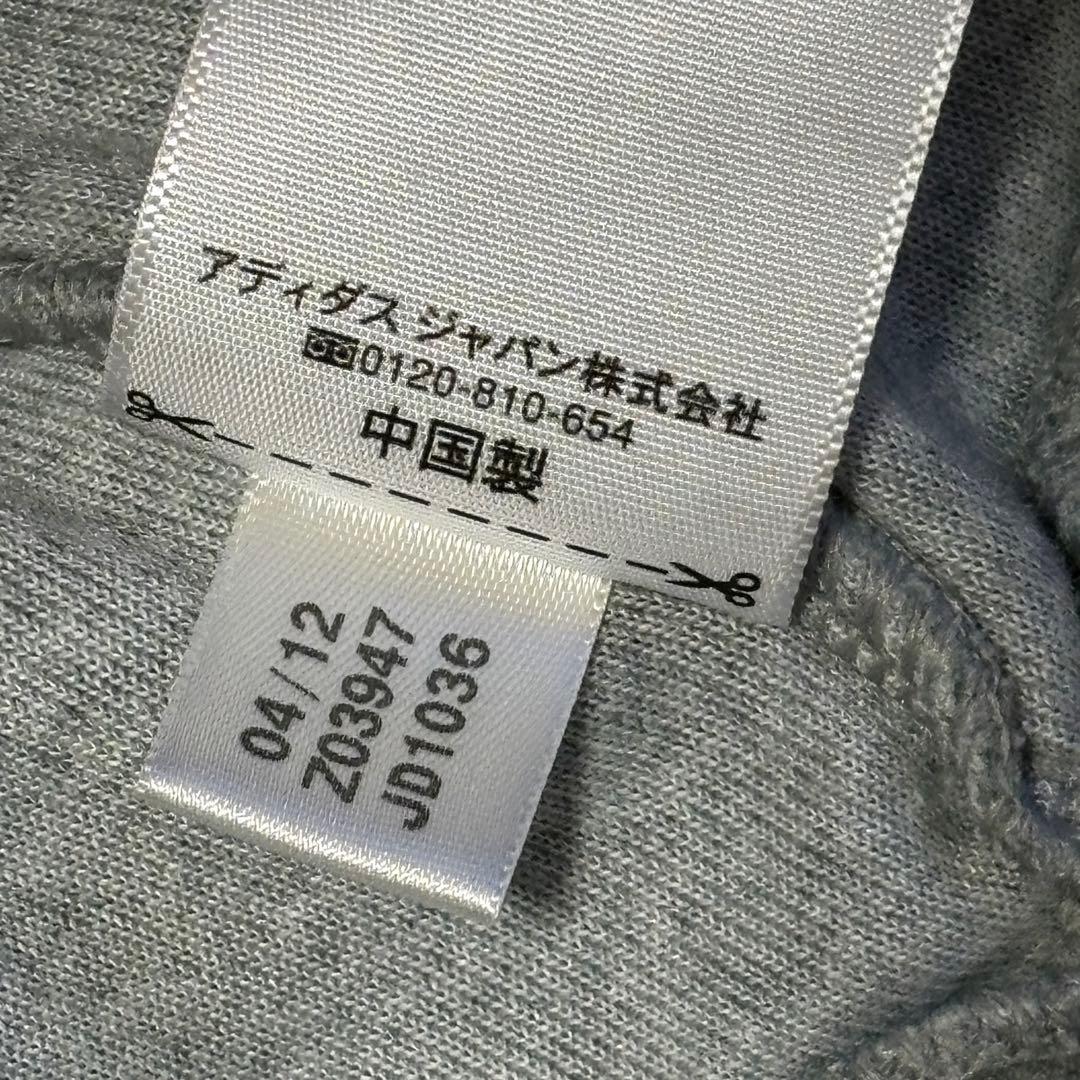 アディダス ジャパン株式会社
0120-810-654
中国製
04/12
Z03947
JD1036